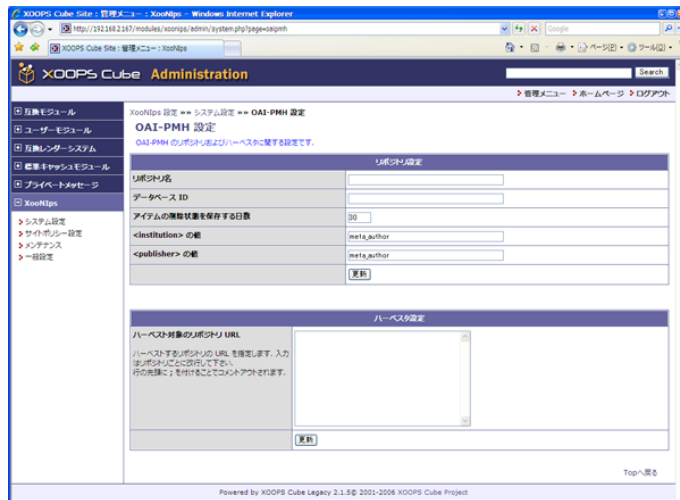 XOOPS Cube Site : 管理メニュー : XooNIps - Windows Internet Explorer
http://192.168.2.167/modules/xoonips/admin/system.php?page=oaipmh
Google
XOOPS Cube Site : 管理メニュー : XooNIps
ページ(P)
ツール(O)
XOOPS Cube Administration
Search
管理メニュー ホームページ ログアウト
互換モジュール
ユーザーモジュール
互換レンダーシステム
標準キャッシュモジュール
プライベートメッセージ
XooNIps
システム設定
サイトポリシー設定
メンテナンス
一般設定
XooNIps 設定 »» システム設定 »» OAI-PMH 設定
OAI-PMH 設定
OAI-PMH のリポジトリおよびハーベスタに関する設定です.
リポジトリ設定
リポジトリ名
データベース ID
アイテムの削除状態を保存する日数 30
<institution> の値 meta_author
<publisher> の値 meta_author
更新
ハーベスタ設定
ハーベスト対象のリポジトリ URL
ハーベストするリポジトリの URL を指定します. 入力
はリポジトリごとに改行して下さい.
行の先頭に ; を付けることでコメントアウトされます.
更新
Topへ戻る
Powered by XOOPS Cube Legacy 2.1.5© 2001-2006 XOOPS Cube Project